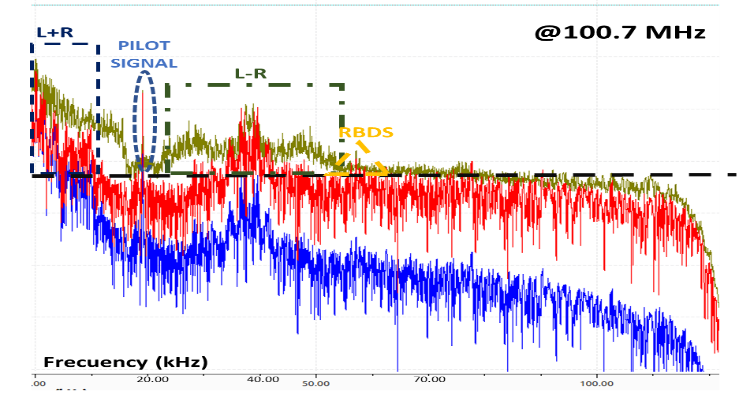 L+R
PILOT
SIGNAL
L-R
@100.7 MHz
RBDS
Frecuency (kHz)
.00 20.00 40.00 50.00 70.00 100.00